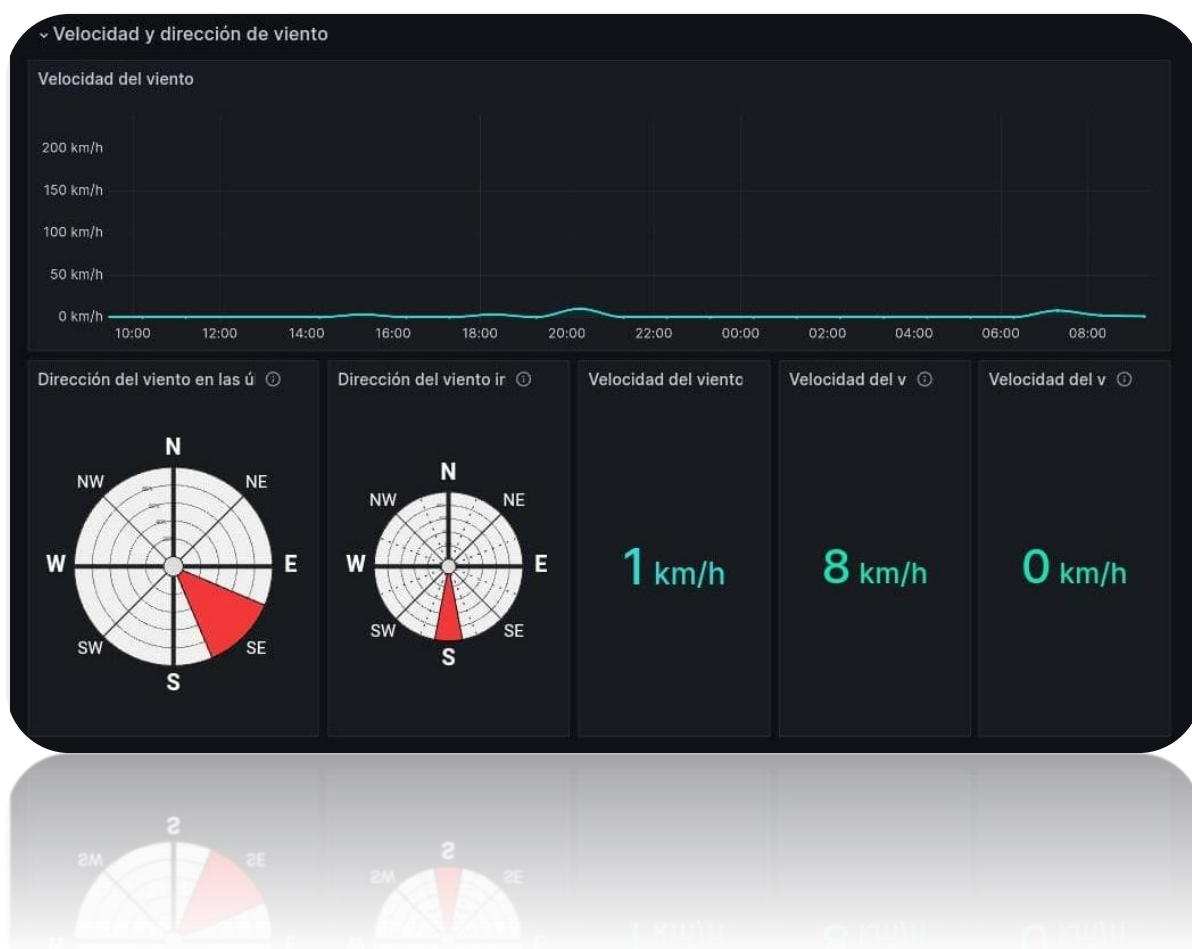 Velocidad y dirección de viento
Velocidad del viento
200 km/h
150 km/h
100 km/h
50 km/h
0 km/h
10:00 12:00 14:00 16:00 18:00 20:00 22:00 00:00 02:00 04:00 06:00 08:00
Dirección del viento en las ú
N
NW NE
W E
SW SE
S
Dirección del viento ir
N
NW NE
W E
SW SE
S
Velocidad del viento
1 km/h
Velocidad del v
8 km/h
Velocidad del v
0 km/h